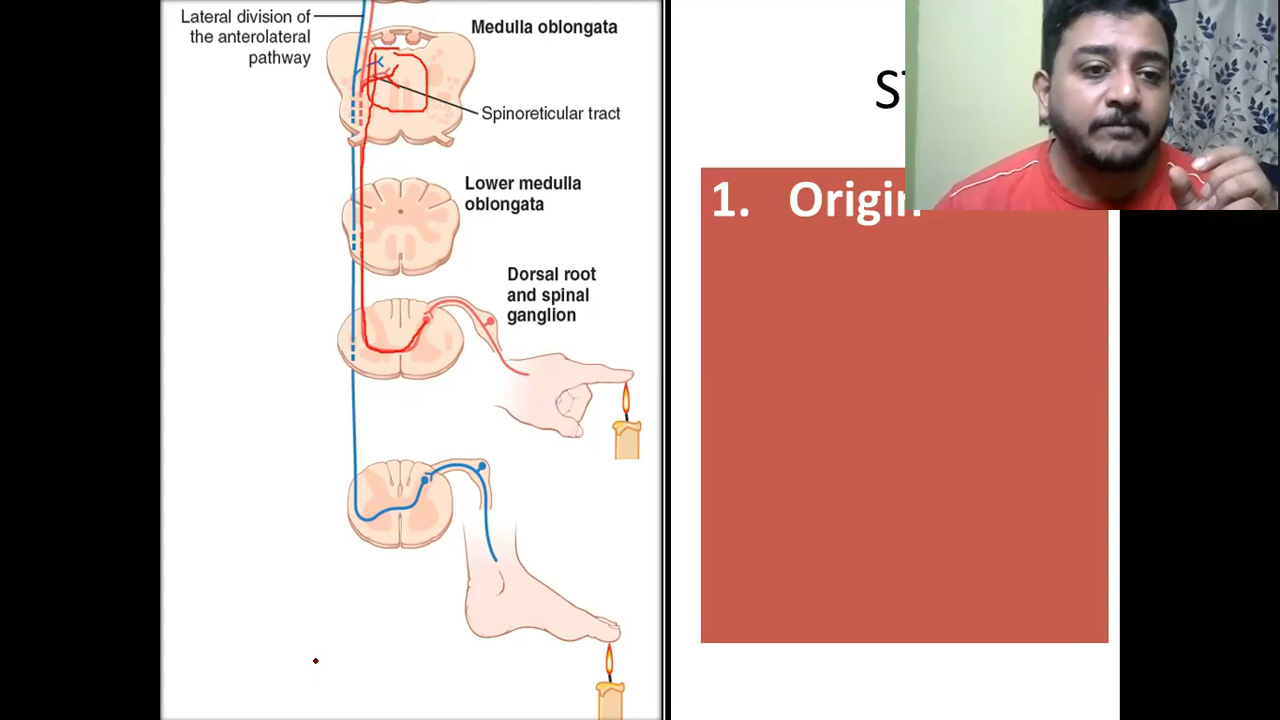 Lateral division of
the anterolateral
pathway
Medulla oblongata
Spinoreticular tract
Lower medulla
oblongata
Dorsal root
and spinal
ganglion
1. Origin